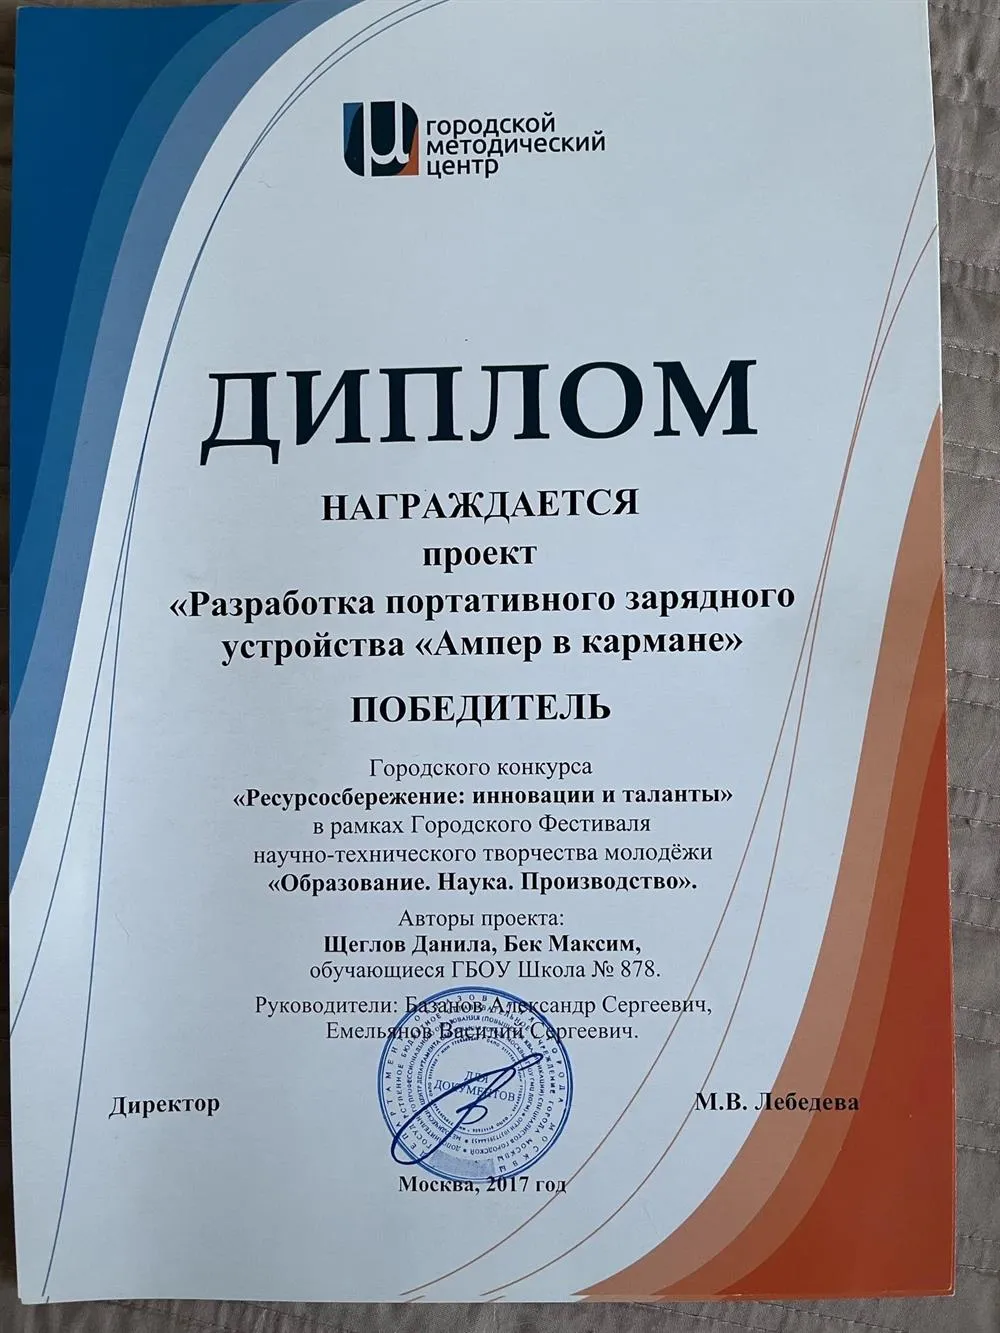 городской
методический
центр
ДИПЛОМ
НАГРАЖДАЕТСЯ
проект
«Разработка портативного зарядного
устройства «Ампер в кармане»
ПОБЕДИТЕЛЬ
Городского конкурса
«Ресурсосбережение: инновации и таланты»
в рамках Городского Фестиваля
научно-технического творчества молодёжи
«Образование. Наука. Производство».
Авторы проекта:
Щеглов Данила, Бек Максим,
обучающиеся ГБОУ Школа № 878.
Руководители: Базанов Александр Сергеевич,
Емельянов Василий Сергеевич.
ДЛЯ
ДОКУМЕНТОВ
Директор
М.В. Лебедева
Москва, 2017 год